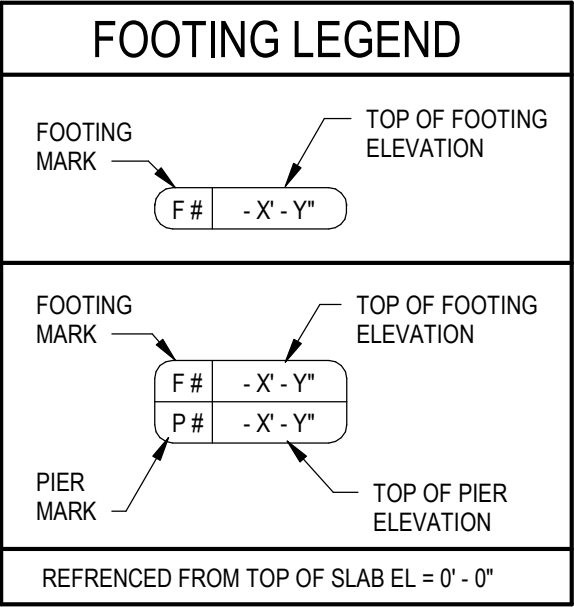 FOOTING LEGEND
FOOTING
MARK
TOP OF FOOTING
ELEVATION
F # - X' - Y"
FOOTING
MARK
TOP OF FOOTING
ELEVATION
F # - X' - Y"
P # - X' - Y"
PIER
MARK
TOP OF PIER
ELEVATION
REFRENCED FROM TOP OF SLAB EL = 0' - 0"